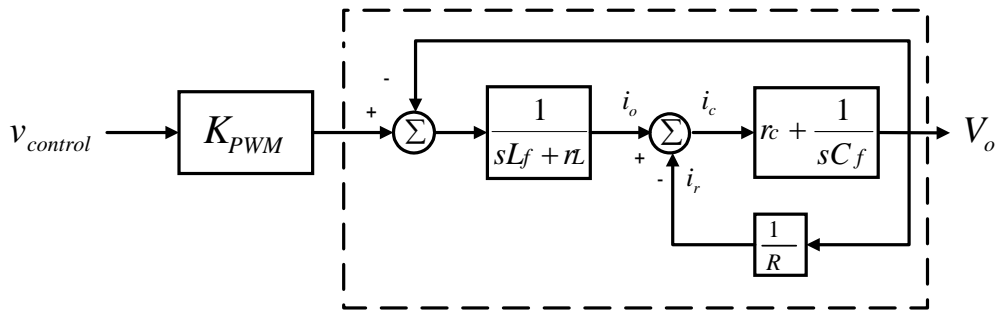 -
+
v_control
K_PWM
Σ
1
sL_f + r_L
i_o
+
Σ
-
i_c
i_r
r_c + 1
sC_f
V_o
1
R